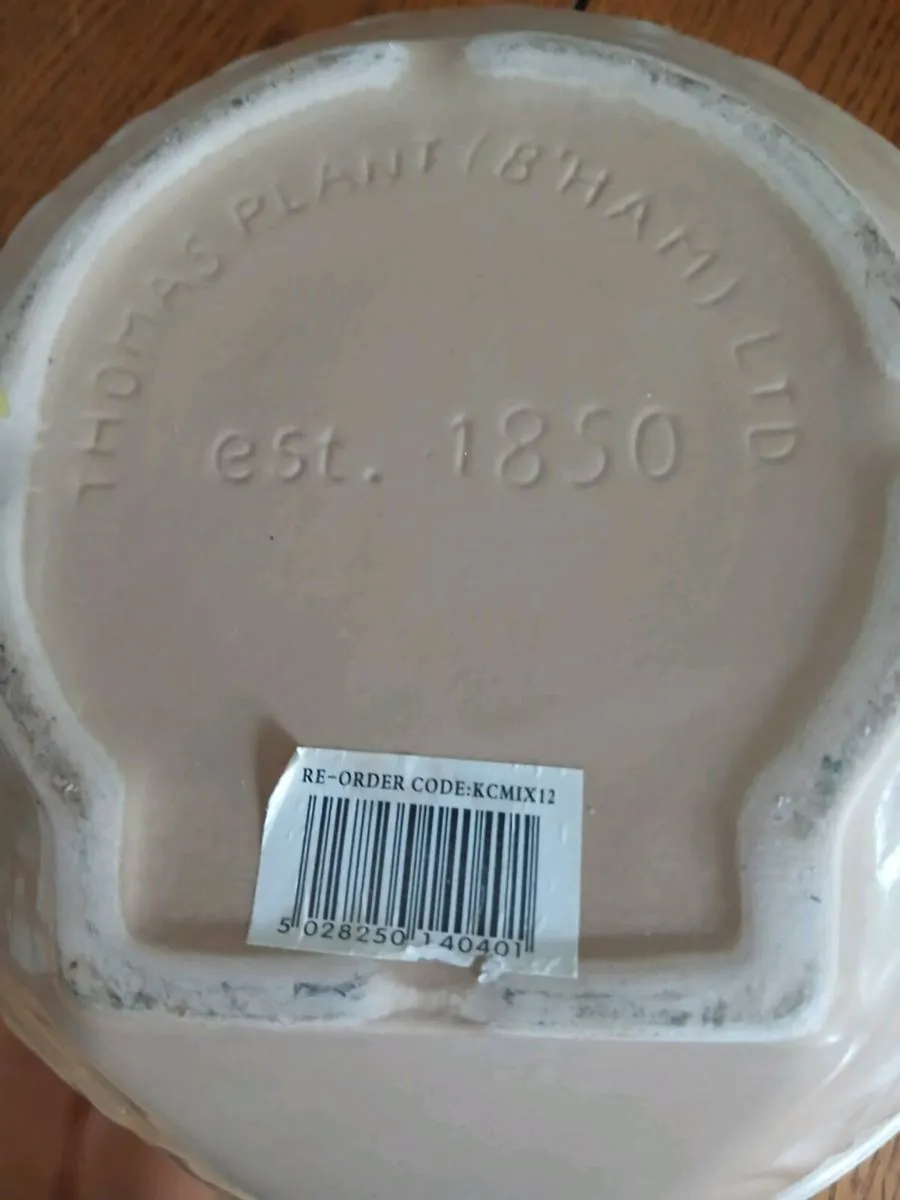 THOMAS PLANT (B'HAM) LTD
est. 1850
RE-ORDER CODE:KCMIX12
5 028250 140401